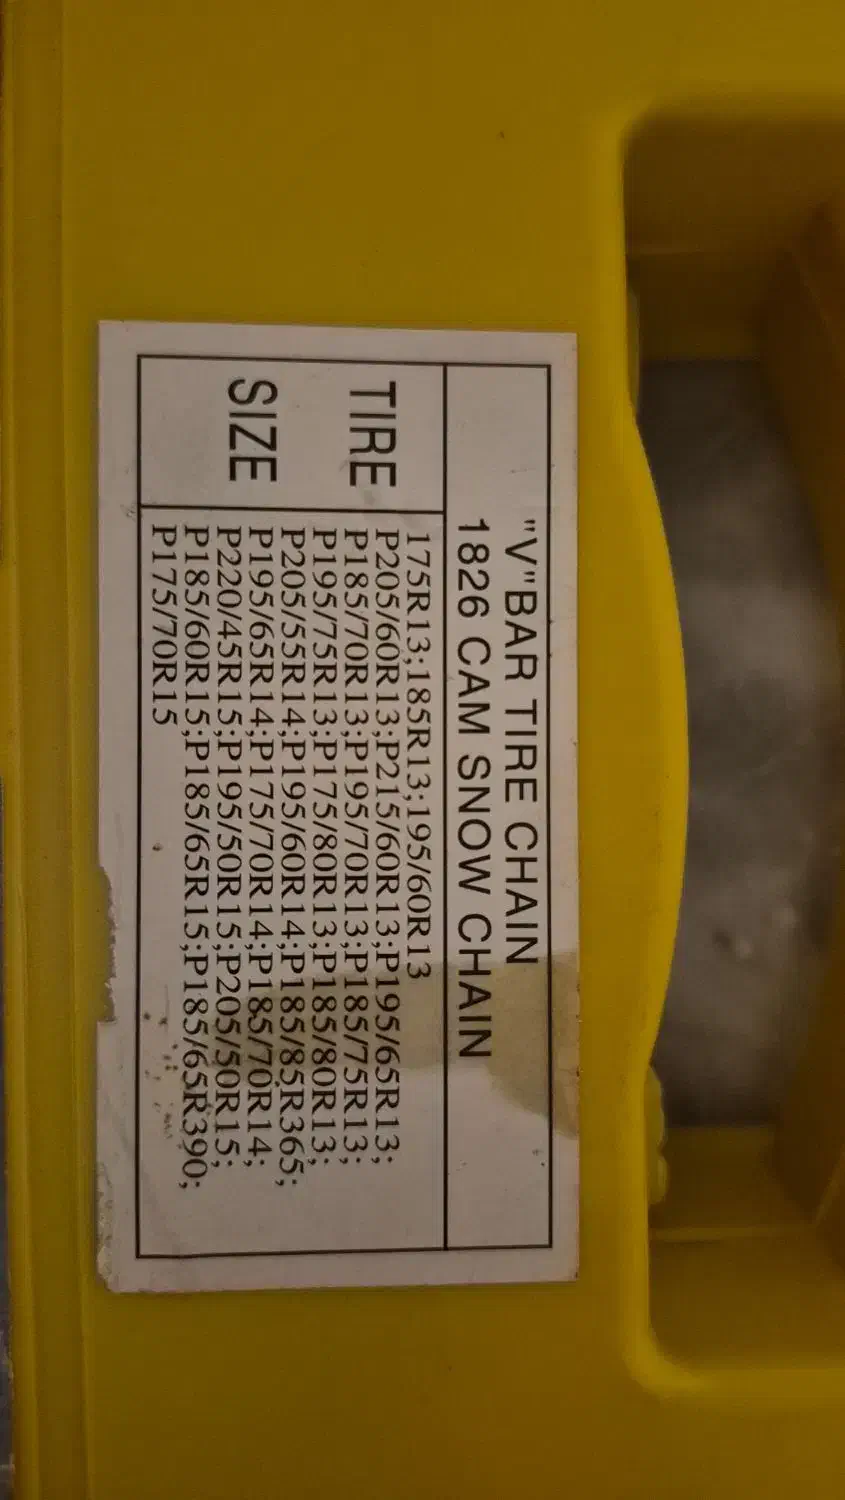 "V"BAR TIRE CHAIN
1826 CAM SNOW CHAIN
TIRE
SIZE
175R13;185R13;195/60R13
P205/60R13;P215/60R13;P195/65R13;
P185/70R13;P195/70R13;P185/75R13;
P195/75R13;P175/80R13;P185/80R13;
P205/55R14;P195/60R14;P185/85R365;
P195/65R14;P175/70R14;P185/70R14;
P220/45R15;P195/50R15;P205/50R15;
P185/60R15;P185/65R15;P185/65R390;
P175/70R15